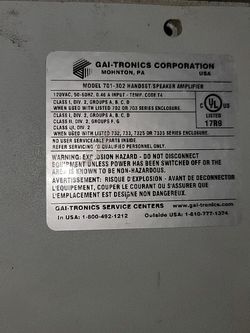 GAI-TRONICS CORPORATION
MOHNTON, PA USA
MODEL 701-302 HANDSET/SPEAKER AMPLIFIER
120VAC, 50-60HZ, 0.46 A INPUT - TEMP. CODE T4
CLASS I, DIV. 2, GROUPS A, B, C, D
WHEN USED WITH LISTED 702 OR 703 SERIES ENCLOSURE.
CLASS I, DIV. 2, GROUPS A, B, C, D
CLASS II, DIV. 2, GROUPS F, G
CLASS III, DIV. 2
WHEN USED WITH LISTED 732, 733, 7325 OR 7335 SERIES ENCLOSURE.
NO USER SERVICEABLE PARTS INSIDE.
REFER SERVICING TO QUALIFIED PERSONNEL ONLY.
C UL US
LISTED
17R8
WARNING: EXPLOSION HAZARD - DO NOT DISCONNECT
EQUIPMENT UNLESS POWER HAS BEEN SWITCHED OFF OR THE
AREA IS KNOWN TO BE NON-HAZARDOUS.
AVERTISSEMENT: RISQUE D'EXPLOSION - AVANT DE DECONNECTOR
L'EQUIPEMENT, COUPER LE COURANT OU S'ASSURER QUE
L'EMPLACEMENT EST DESIGNE NON DANGEREUX.
GAI-TRONICS SERVICE CENTERS www.gai-tronics.com
In USA: 1-800-492-1212 Outside USA: 1-610-777-1374